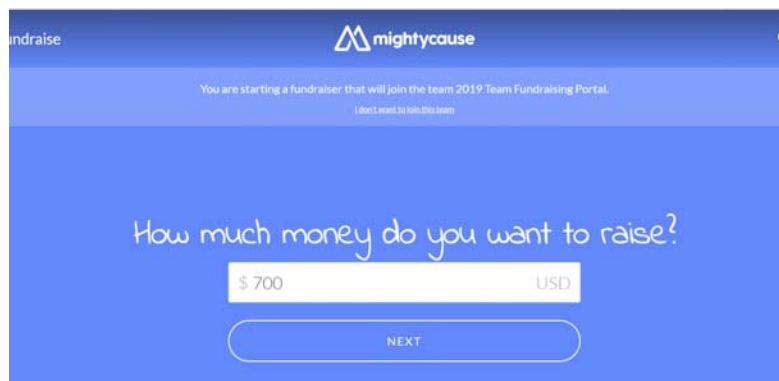 undraise
mightycause
You are starting a fundraiser that will join the team 2019 Team Fundraising Portal.
I don't want to join this team
How much money do you want to raise?
$ 700 USD
NEXT